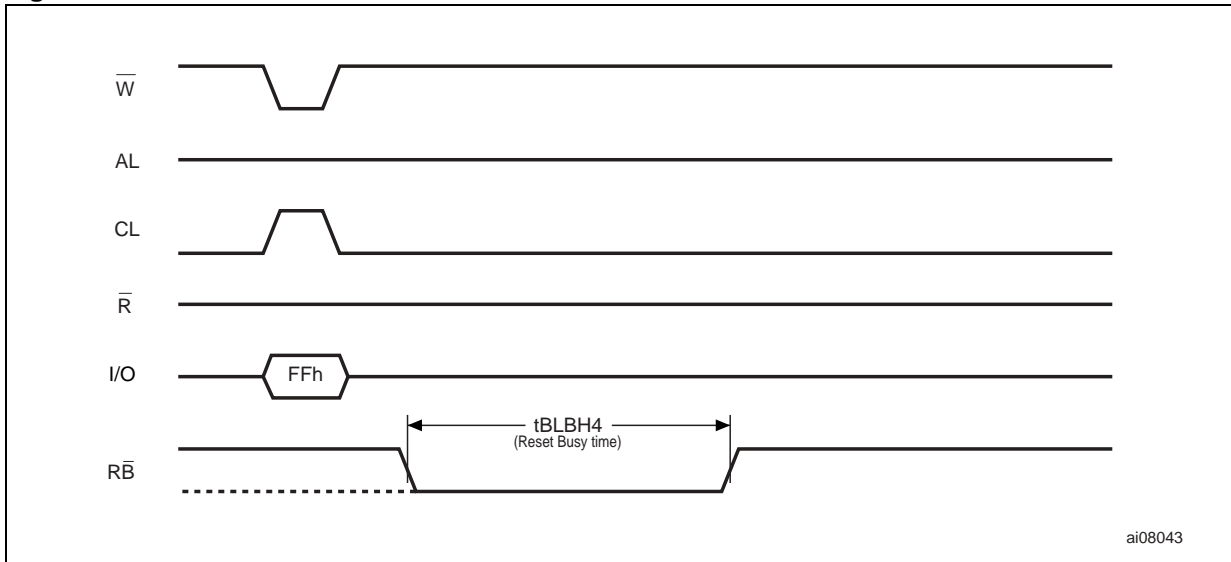 W̅
AL
CL
R̅
I/O
FFh
tBLBH4
(Reset Busy time)
RB̅
ai08043